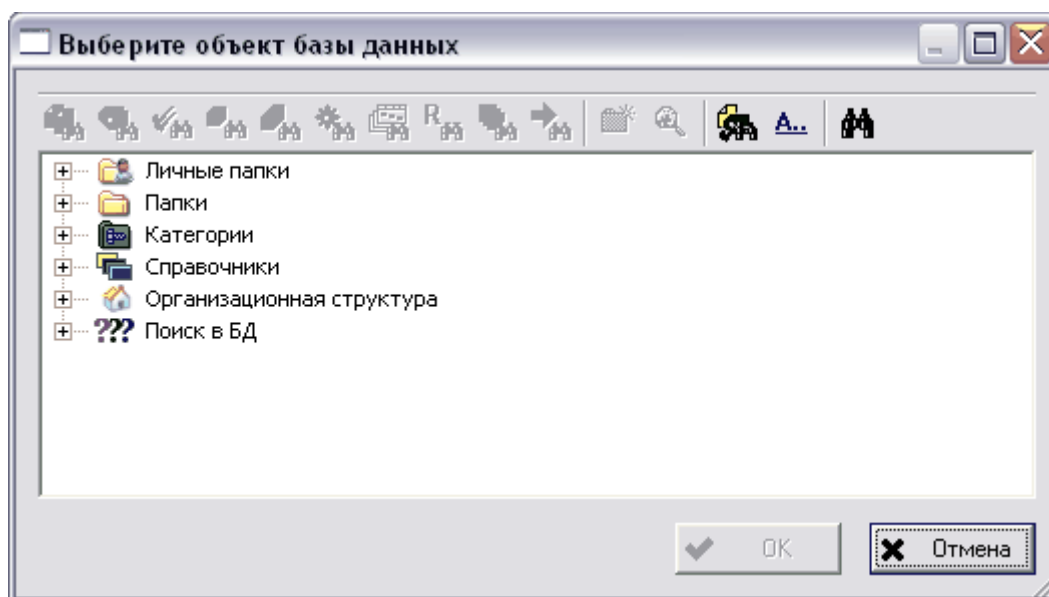 Выберите объект базы данных
R
A..
Личные папки
Папки
Категории
Справочники
Организационная структура
??? Поиск в БД
OK
Отмена